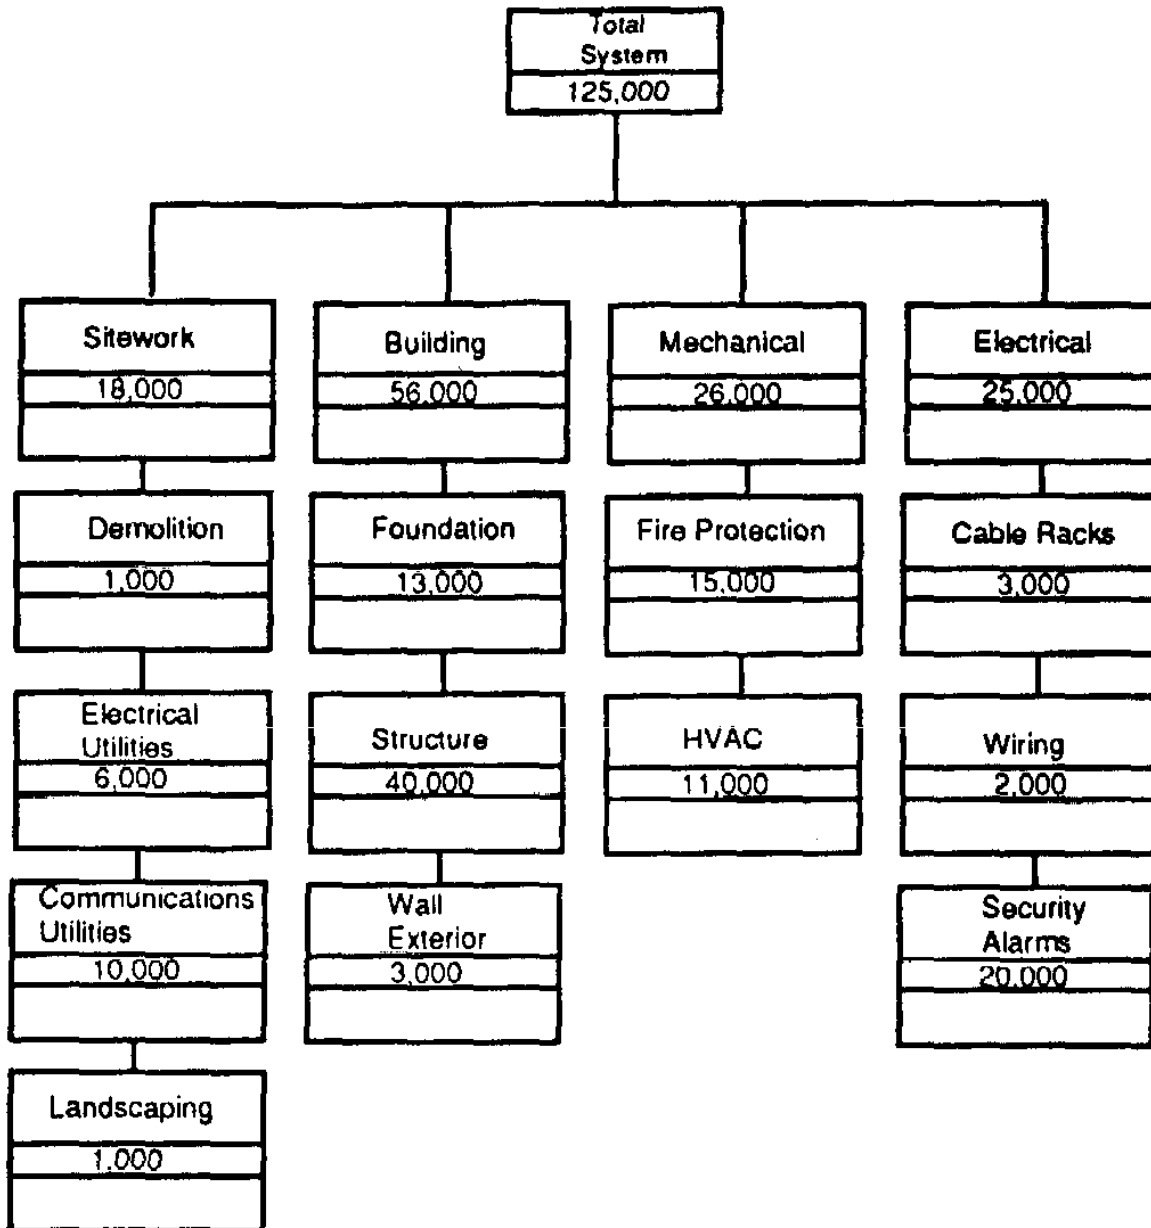 Total
System
125,000
Sitework
18,000
Building
56,000
Mechanical
26,000
Electrical
25,000
Demolition
1,000
Foundation
13,000
Fire Protection
15,000
Cable Racks
3,000
Electrical
Utilities
6,000
Structure
40,000
HVAC
11,000
Wiring
2,000
Communications
Utilities
10,000
Wall
Exterior
3,000
Security
Alarms
20,000
Landscaping
1,000